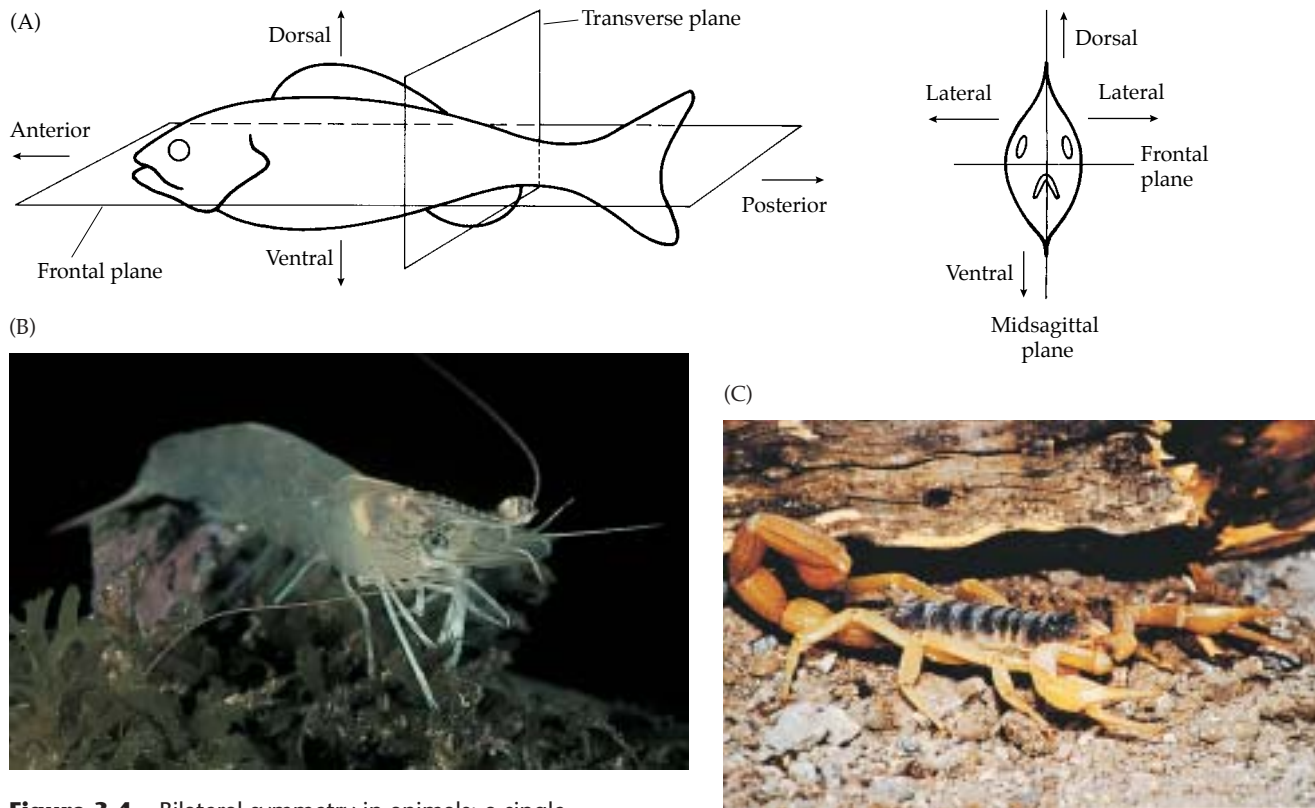 (A)
Dorsal
Transverse plane
Anterior
Posterior
Ventral
Frontal plane
Dorsal
Lateral
Lateral
Frontal
plane
Ventral
Midsagittal
plane
(B)
(C)
Figure 3.4 Bilateral symmetry in animals; a single